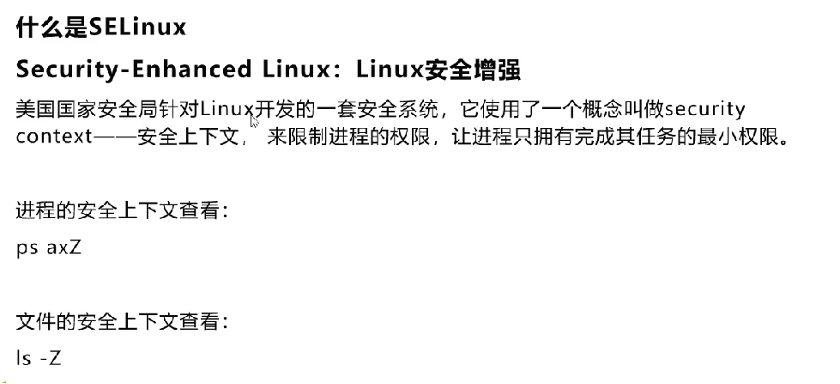 什么是SELinux
Security-Enhanced Linux：Linux安全增强
美国国家安全局针对Linux开发的一套安全系统，它使用了一个概念叫做security
context——安全上下文， 来限制进程的权限，让进程只拥有完成其任务的最小权限。
进程的安全上下文查看：
ps axZ
文件的安全上下文查看：
ls -Z